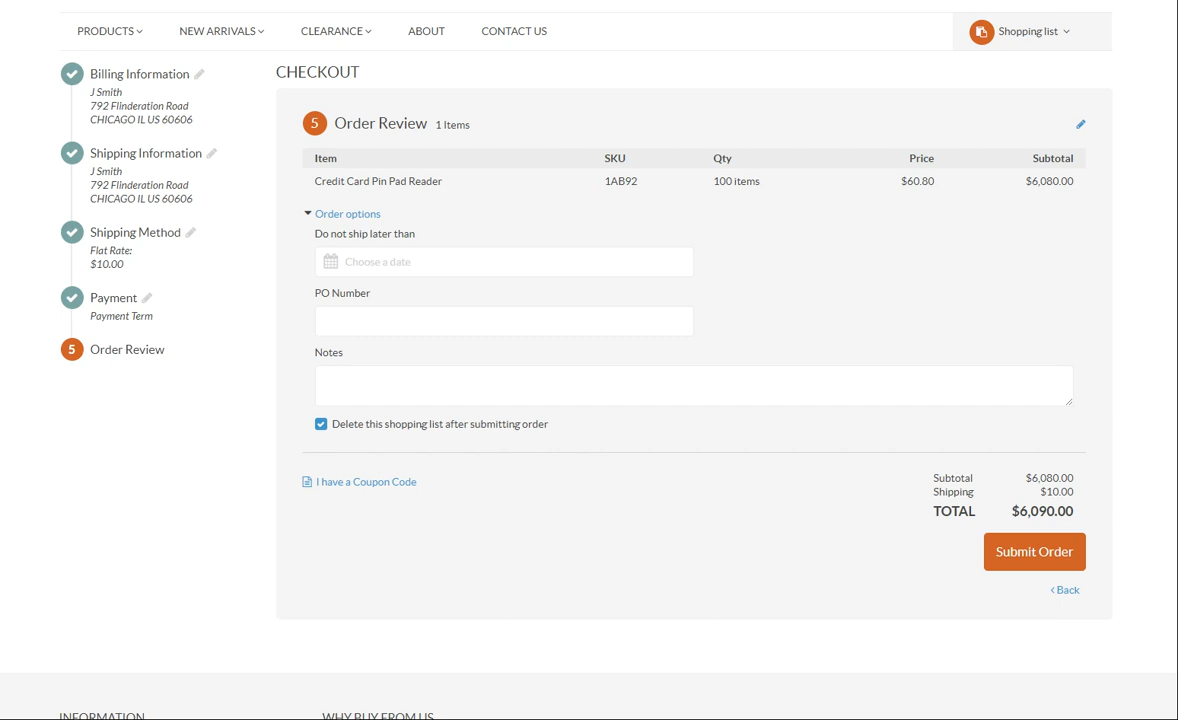 PRODUCTS NEW ARRIVALS CLEARANCE ABOUT CONTACT US Shopping list
Billing Information
J Smith
792 Flinderation Road
CHICAGO IL US 60606
Shipping Information
J Smith
792 Flinderation Road
CHICAGO IL US 60606
Shipping Method
Flat Rate:
$10.00
Payment
Payment Term
5 Order Review
CHECKOUT
5 Order Review 1 Items
Item SKU Qty Price Subtotal
Credit Card Pin Pad Reader 1AB92 100 items $60.80 $6,080.00
Order options
Do not ship later than
Choose a date
PO Number
Notes
Delete this shopping list after submitting order
I have a Coupon Code
Subtotal $6,080.00
Shipping $10.00
TOTAL $6,090.00
Submit Order
Back
INFORMATION WHY BUY FROM US